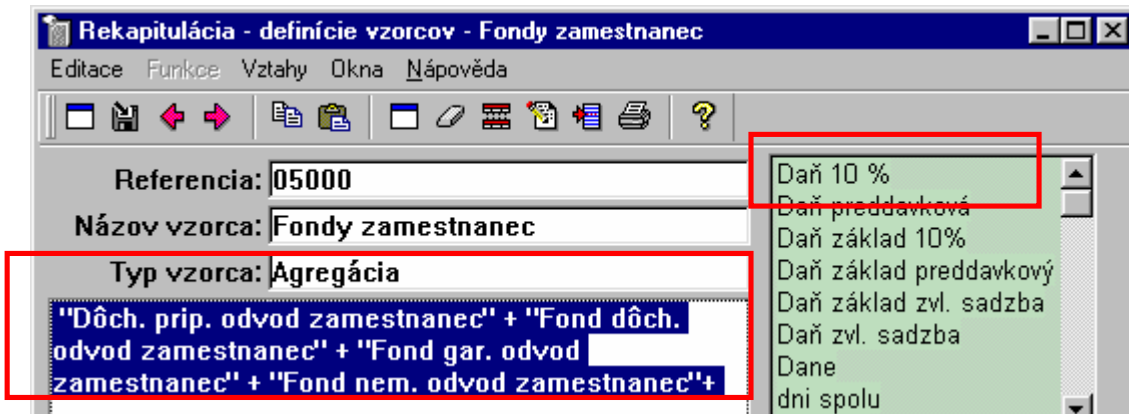 Rekapitulácia - definície vzorcov - Fondy zamestnanec
Editace Funkce Vztahy Okna Nápověda
Referencia: 05000
Názov vzorca: Fondy zamestnanec
Typ vzorca: Agregácia
"Dôch. prip. odvod zamestnanec" + "Fond dôch.
odvod zamestnanec" + "Fond gar. odvod
zamestnanec" + "Fond nem. odvod zamestnanec"+
Daň 10 %
Daň preddavková
Daň základ 10%
Daň základ preddavkový
Daň základ zvl. sadzba
Daň zvl. sadzba
Dane
dni spolu